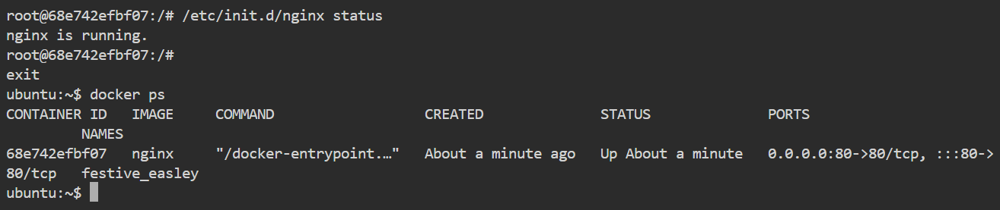 root@68e742efbf07:/# /etc/init.d/nginx status
nginx is running.
root@68e742efbf07:/#
exit
ubuntu:~$ docker ps
CONTAINER ID   IMAGE     COMMAND                  CREATED              STATUS              PORTS
         NAMES
68e742efbf07   nginx     "/docker-entrypoint.…"   About a minute ago   Up About a minute   0.0.0.0:80->80/tcp, :::80->
80/tcp   festive_easley
ubuntu:~$